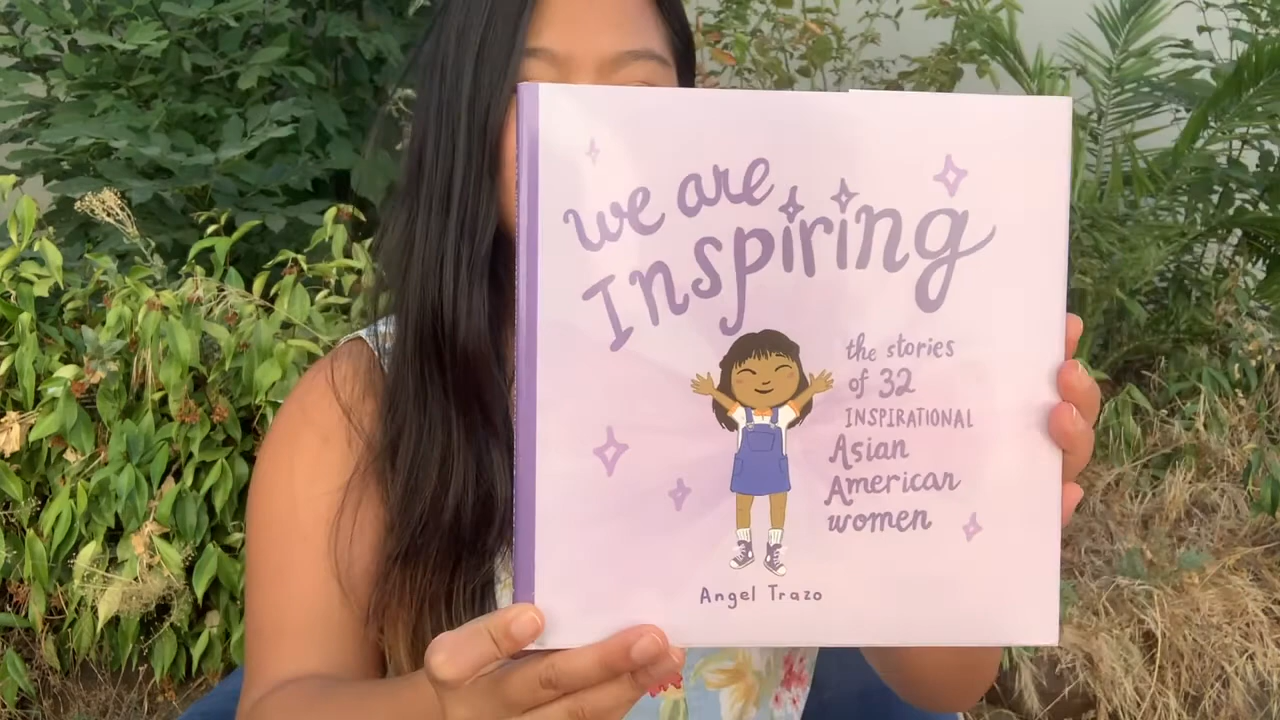 we are
Inspiring
the stories
of 32
INSPIRATIONAL
Asian
American
women
Angel Trazo